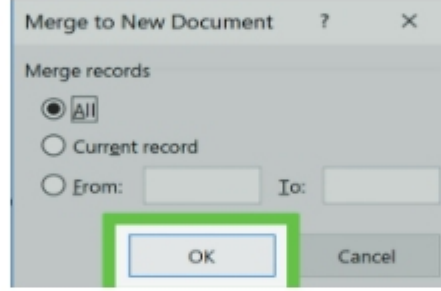 Merge to New Document ? ×
Merge records
All
Current record
From: To:
OK Cancel